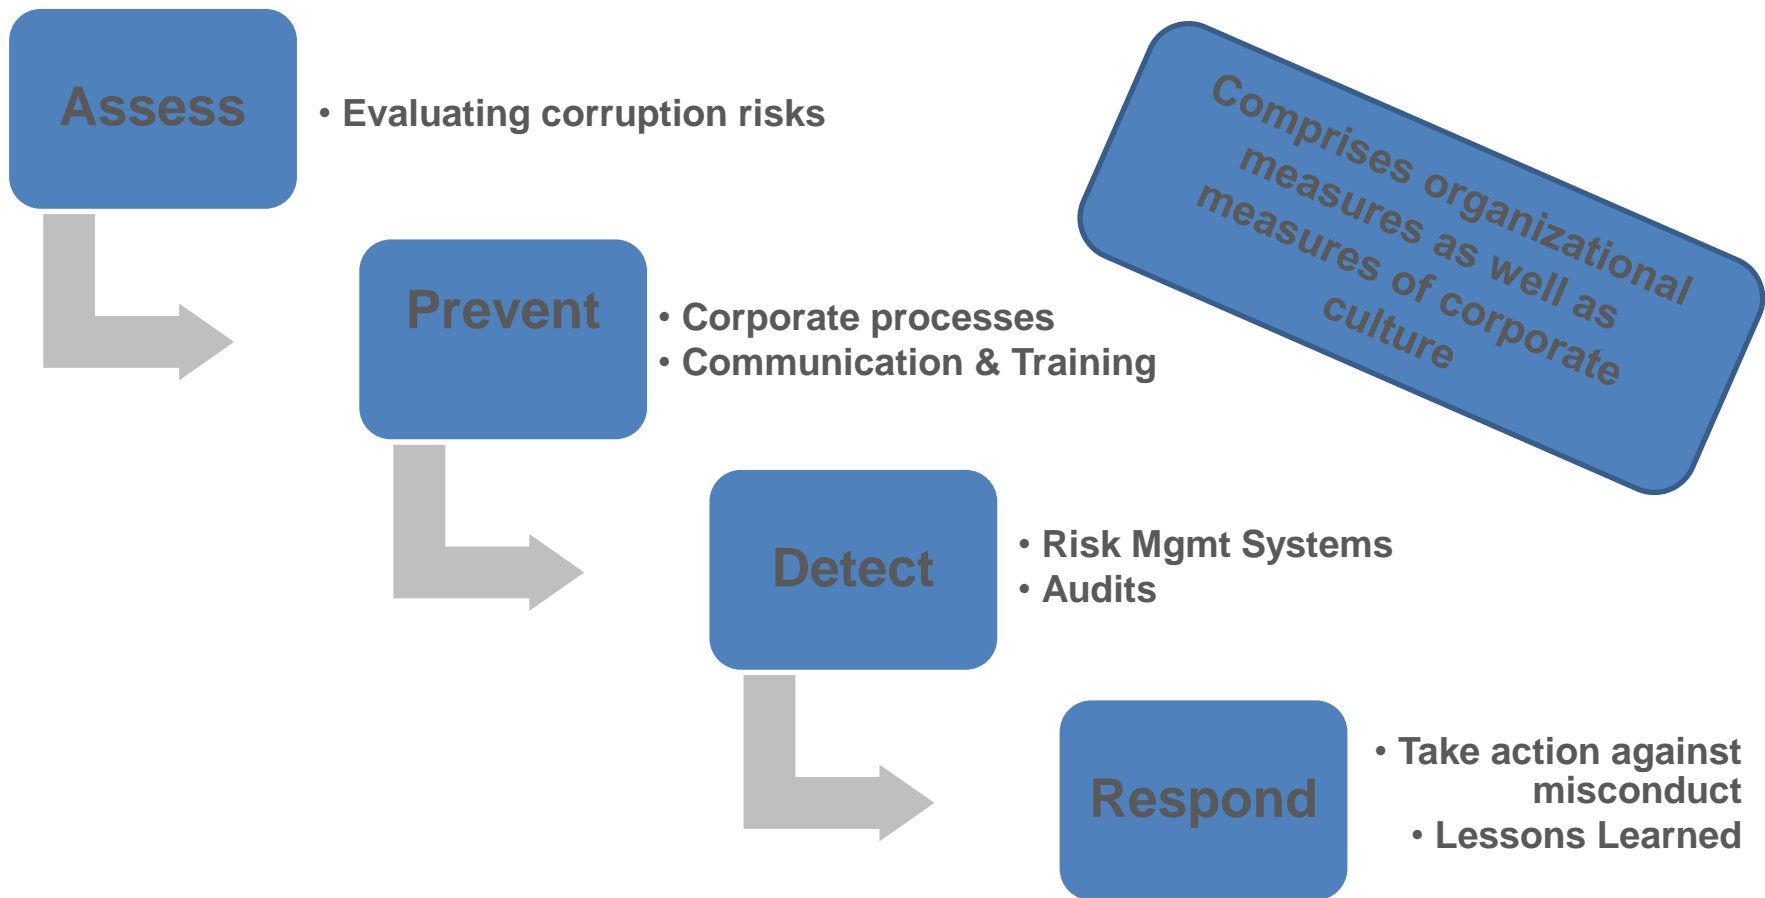 Assess
• Evaluating corruption risks
Comprises organizational
measures as well as
measures of corporate
culture
Prevent
• Corporate processes
• Communication & Training
Detect
• Risk Mgmt Systems
• Audits
Respond
• Take action against
misconduct
• Lessons Learned